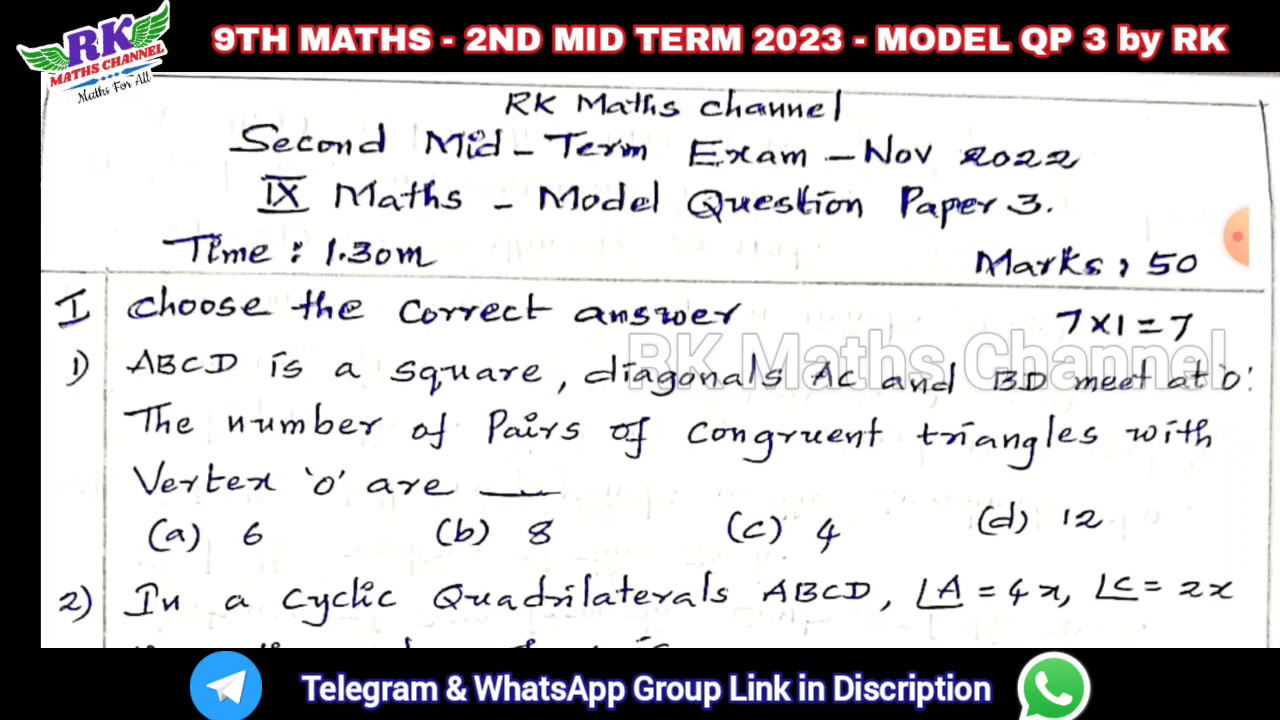 RK
MATHS CHANNEL
Maths For All
9TH MATHS - 2ND MID TERM 2023 - MODEL QP 3 by RK
RK Maths channel
Second Mid - Term Exam - Nov 2022
IX Maths - Model Question Paper 3.
Time : 1.30m Marks : 50
I Choose the correct answer 7 x 1 = 7
RK Maths Channel
1) ABCD is a square, diagonals AC and BD meet at 'O'.
The number of Pairs of congruent triangles with
Vertex 'O' are ___
(a) 6 (b) 8 (c) 4 (d) 12
2) In a cyclic Quadrilaterals ABCD, ∠A = 4x, ∠C = 2x
Telegram & WhatsApp Group Link in Discription